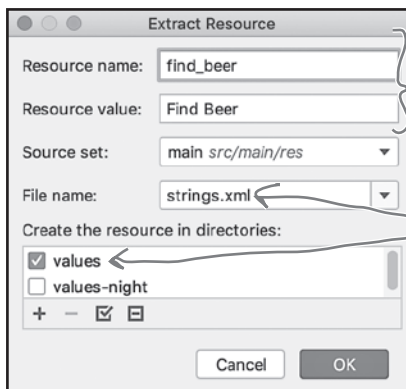 Extract Resource
Resource name: find_beer
Resource value: Find Beer
Source set: main src/main/res
File name: strings.xml
Create the resource in directories:
values
values-night
Cancel OK